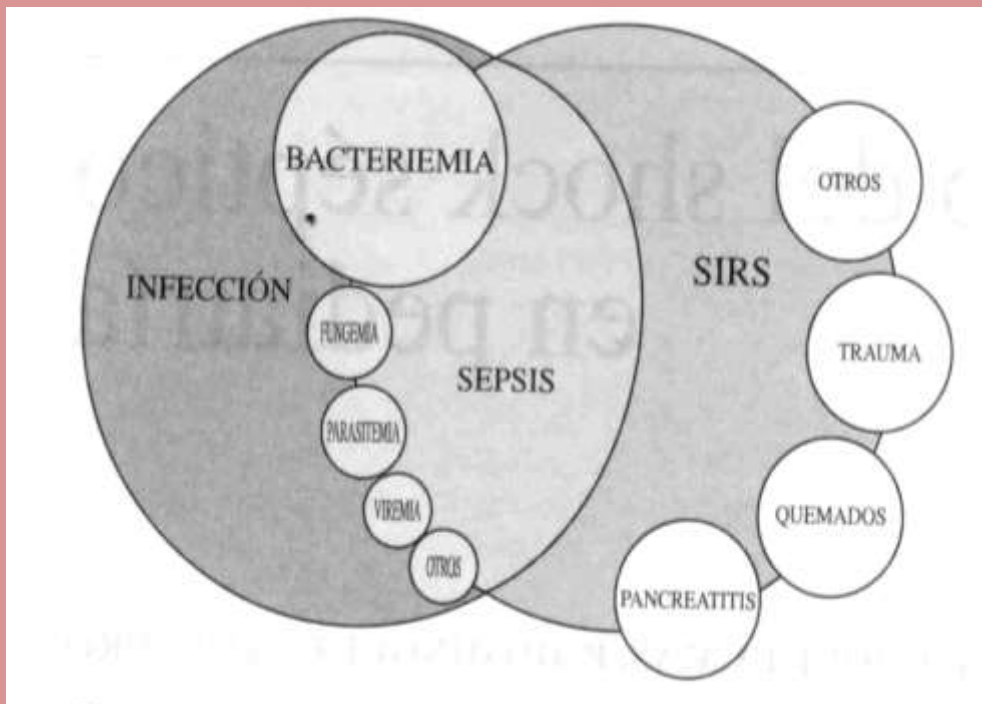 BACTERIEMIA
OTROS
INFECCIÓN
SIRS
FUNGEMIA
TRAUMA
SEPSIS
PARASITEMIA
VIREMIA
QUEMADOS
OTROS
PANCREATITIS